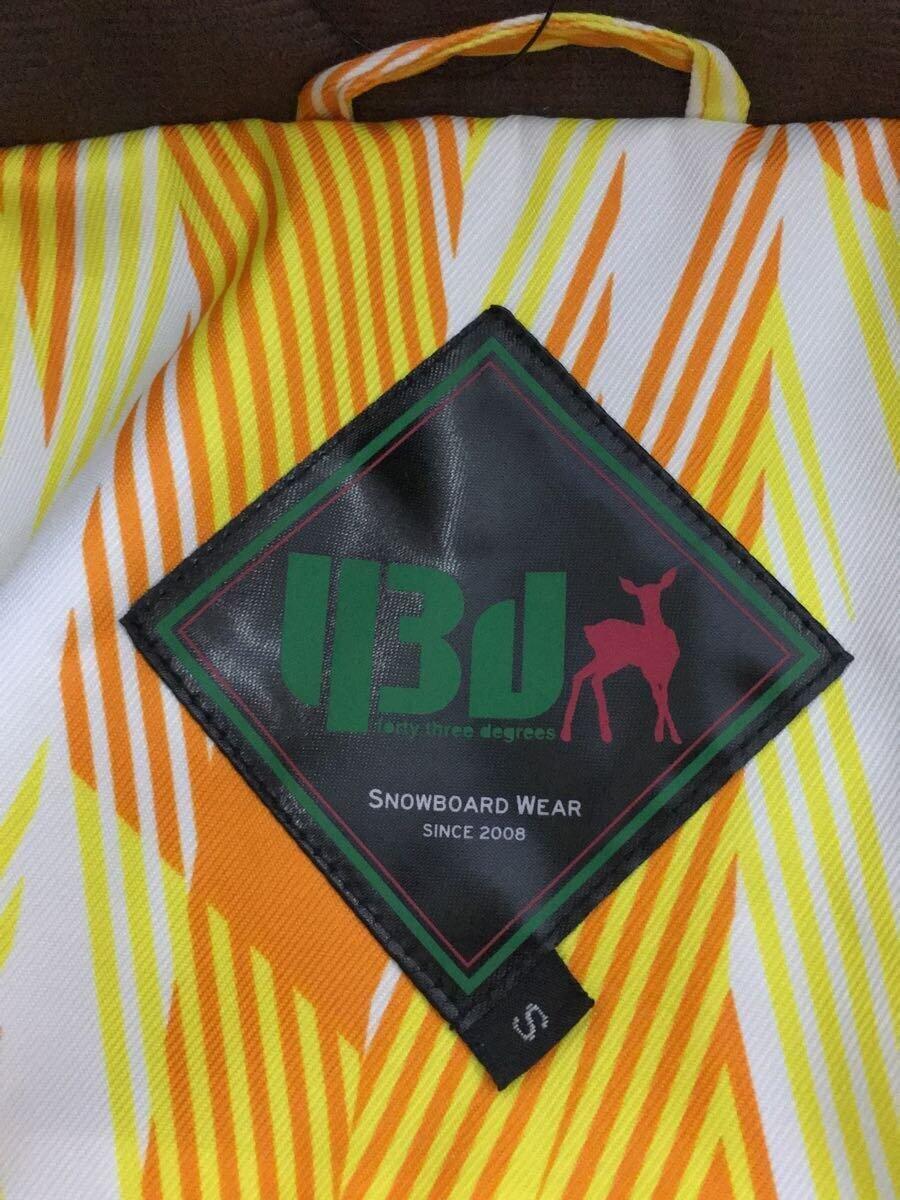 43d
forty three degrees
SNOWBOARD WEAR
SINCE 2008
S